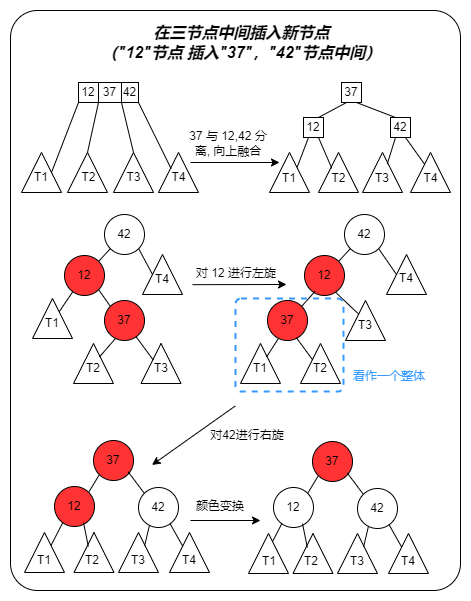 在三节点中间插入新节点
("12"节点 插入"37"，"42"节点中间)
12 37 42
37
37 与 12,42 分
离, 向上融合
12 42
T1 T2 T3 T4
T1 T2 T3 T4
42 42
12 T4
对 12 进行左旋
12 T4
T1 37
37 T3
T2 T3
T1 T2
看作一个整体
对42进行右旋
37 37
12 42
颜色变换
12 42
T1 T2 T3 T4
T1 T2 T3 T4